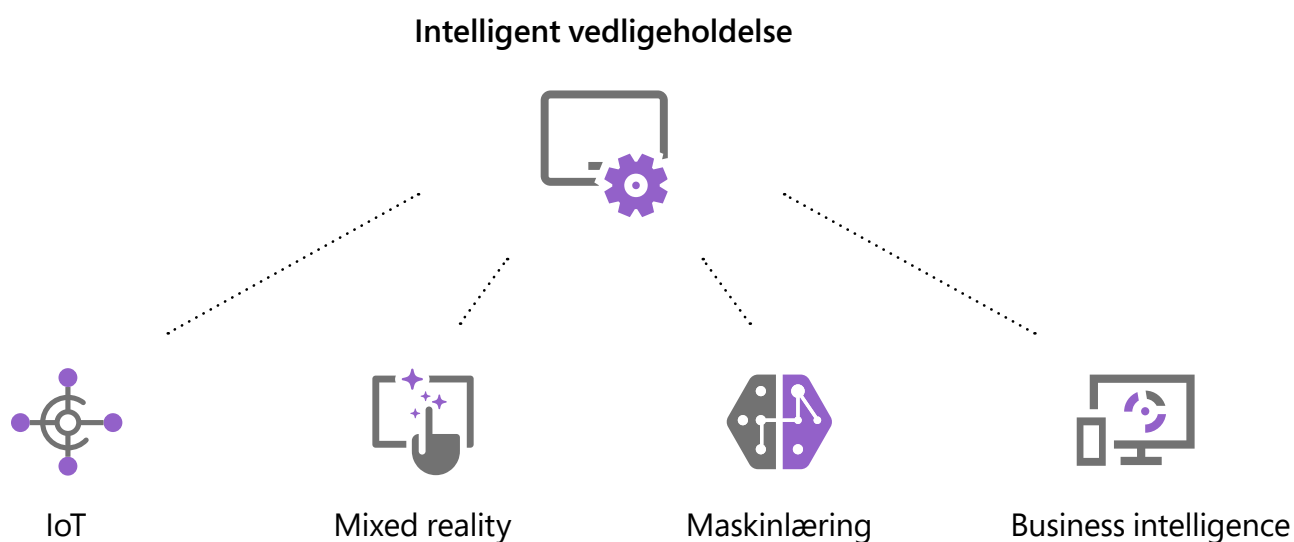 Intelligent vedligeholdelse
IoT
Mixed reality
Maskinlæring
Business intelligence